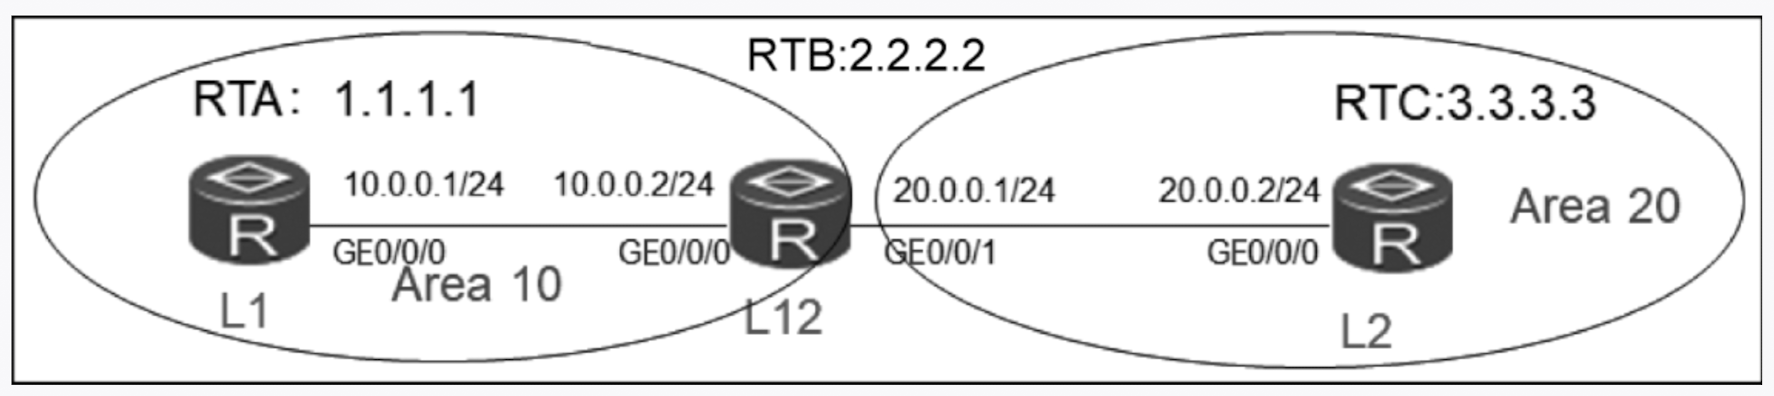 RTB:2.2.2.2
RTA: 1.1.1.1
RTC:3.3.3.3
10.0.0.1/24
10.0.0.2/24
20.0.0.1/24
20.0.0.2/24
Area 20
R
R
R
GE0/0/0
GE0/0/0
GE0/0/1
GE0/0/0
Area 10
L1
L12
L2